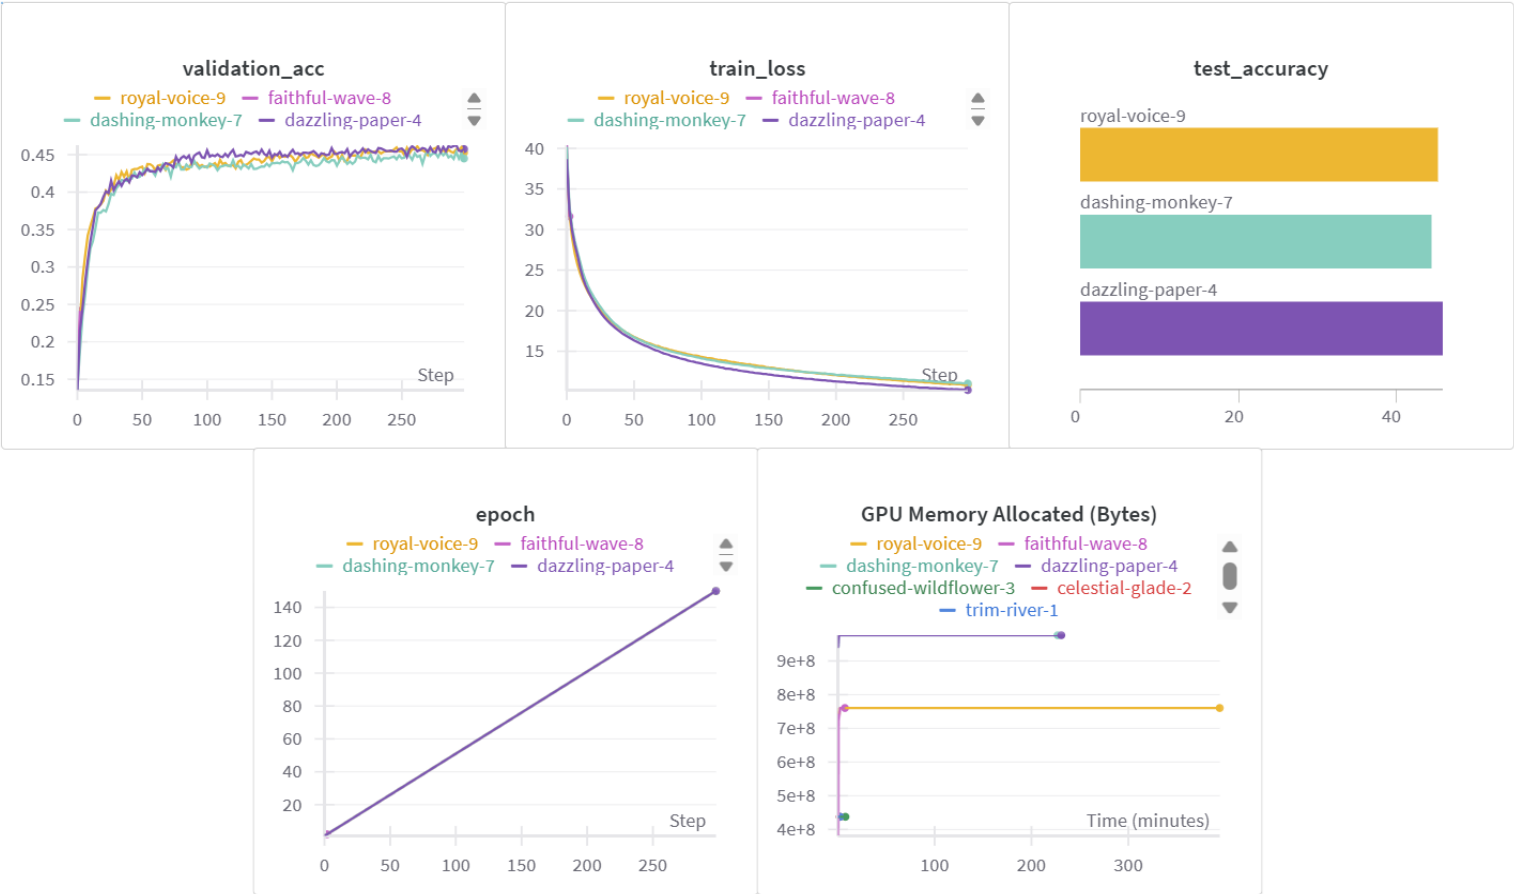 validation_acc
royal-voice-9 faithful-wave-8
dashing-monkey-7 dazzling-paper-4
0.45
0.4
0.35
0.3
0.25
0.2
0.15
Step
0 50 100 150 200 250
train_loss
royal-voice-9 faithful-wave-8
dashing-monkey-7 dazzling-paper-4
40
35
30
25
20
15
Step
0 50 100 150 200 250
test_accuracy
royal-voice-9
dashing-monkey-7
dazzling-paper-4
0 20 40
epoch
royal-voice-9 faithful-wave-8
dashing-monkey-7 dazzling-paper-4
140
120
100
80
60
40
20
Step
0 50 100 150 200 250
GPU Memory Allocated (Bytes)
royal-voice-9 faithful-wave-8
dashing-monkey-7 dazzling-paper-4
confused-wildflower-3 celestial-glade-2
trim-river-1
9e+8
8e+8
7e+8
6e+8
5e+8
4e+8
Time (minutes)
100 200 300